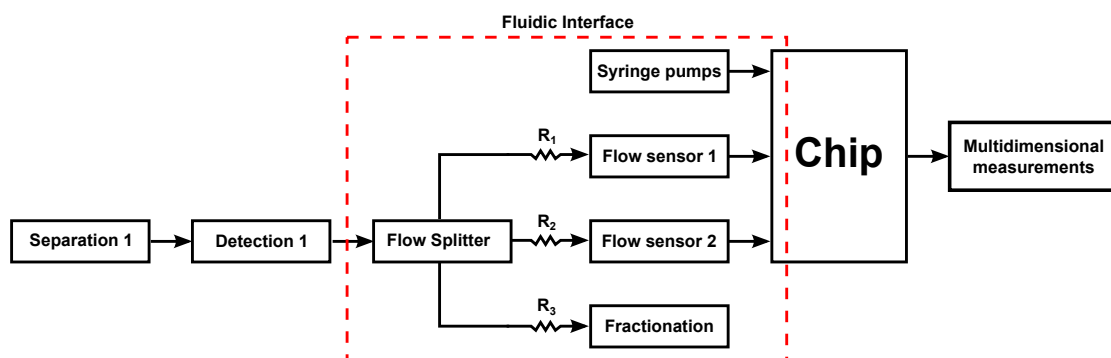 Fluidic Interface
Syringe pumps
R1
Flow sensor 1
Chip
Multidimensional
measurements
Separation 1
Detection 1
Flow Splitter
R2
Flow sensor 2
R3
Fractionation